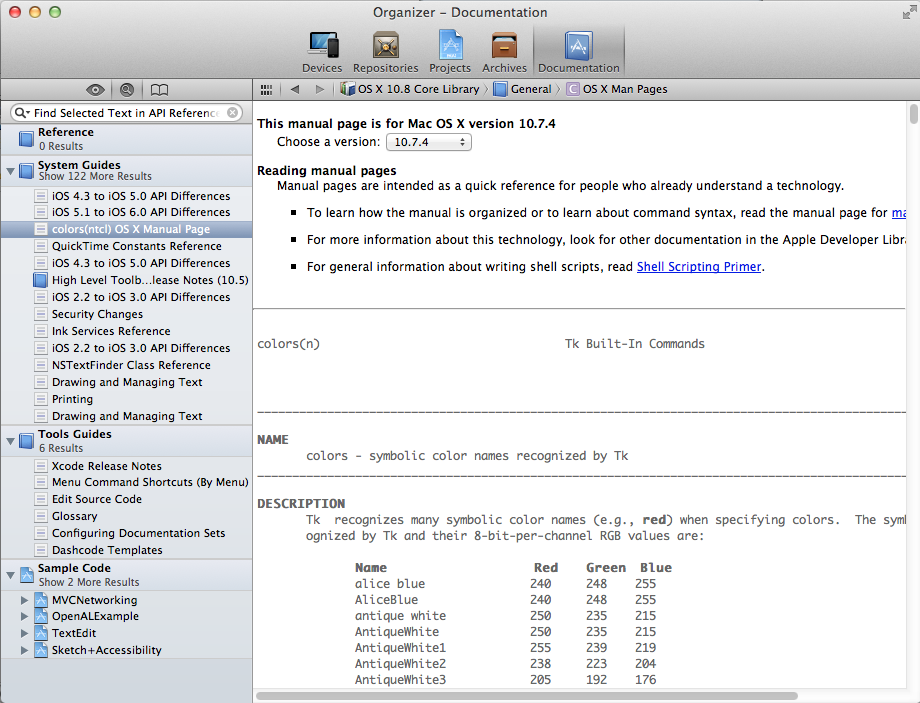 Organizer – Documentation
Devices
Repositories
Projects
Archives
Documentation
OS X 10.8 Core Library
General
OS X Man Pages
Find Selected Text in API Referenc
Reference
0 Results
System Guides
Show 122 More Results
iOS 4.3 to iOS 5.0 API Differences
iOS 5.1 to iOS 6.0 API Differences
colors(ntcl) OS X Manual Page
QuickTime Constants Reference
iOS 4.3 to iOS 5.0 API Differences
High Level Toolb...lease Notes (10.5)
iOS 2.2 to iOS 3.0 API Differences
Security Changes
Ink Services Reference
iOS 2.2 to iOS 3.0 API Differences
NSTextFinder Class Reference
Drawing and Managing Text
Printing
Drawing and Managing Text
Tools Guides
6 Results
Xcode Release Notes
Menu Command Shortcuts (By Menu)
Edit Source Code
Glossary
Configuring Documentation Sets
Dashcode Templates
Sample Code
Show 2 More Results
MVCNetworking
OpenALExample
TextEdit
Sketch+Accessibility
This manual page is for Mac OS X version 10.7.4
Choose a version: 10.7.4
Reading manual pages
Manual pages are intended as a quick reference for people who already understand a technology.
To learn how the manual is organized or to learn about command syntax, read the manual page for ma
For more information about this technology, look for other documentation in the Apple Developer Libra
For general information about writing shell scripts, read Shell Scripting Primer.
colors(n) Tk Built-In Commands
NAME
colors - symbolic color names recognized by Tk
DESCRIPTION
Tk recognizes many symbolic color names (e.g., red) when specifying colors. The symb
ognized by Tk and their 8-bit-per-channel RGB values are:
Name Red Green Blue
alice blue 240 248 255
AliceBlue 240 248 255
antique white 250 235 215
AntiqueWhite 250 235 215
AntiqueWhite1 255 239 219
AntiqueWhite2 238 223 204
AntiqueWhite3 205 192 176